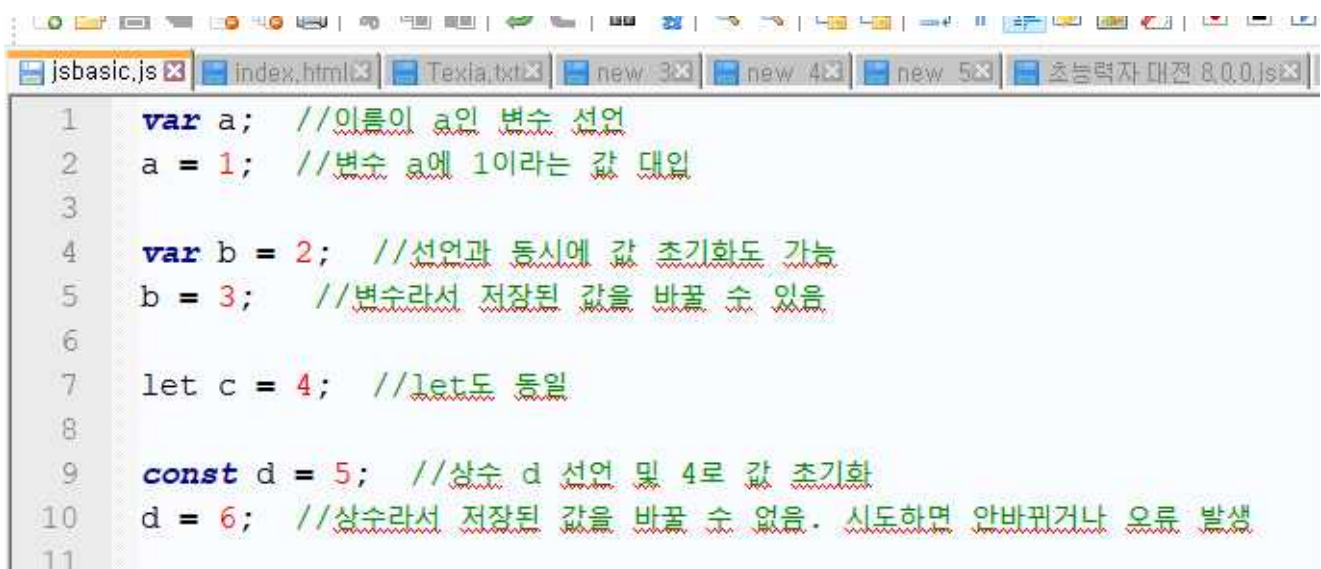 jsbasic.js index.html Texia.txt new 3 new 4 new 5 초능력자 대전 8.0.0.js
1 var a; //이름이 a인 변수 선언
2 a = 1; //변수 a에 1이라는 값 대입
3
4 var b = 2; //선언과 동시에 값 초기화도 가능
5 b = 3; //변수라서 저장된 값을 바꿀 수 있음
6
7 let c = 4; //let도 동일
8
9 const d = 5; //상수 d 선언 및 4로 값 초기화
10 d = 6; //상수라서 저장된 값을 바꿀 수 없음. 시도하면 안바뀌거나 오류 발생
11